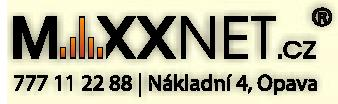 MAXXNET.cz ®
777 11 22 88 | Nákladní 4, Opava